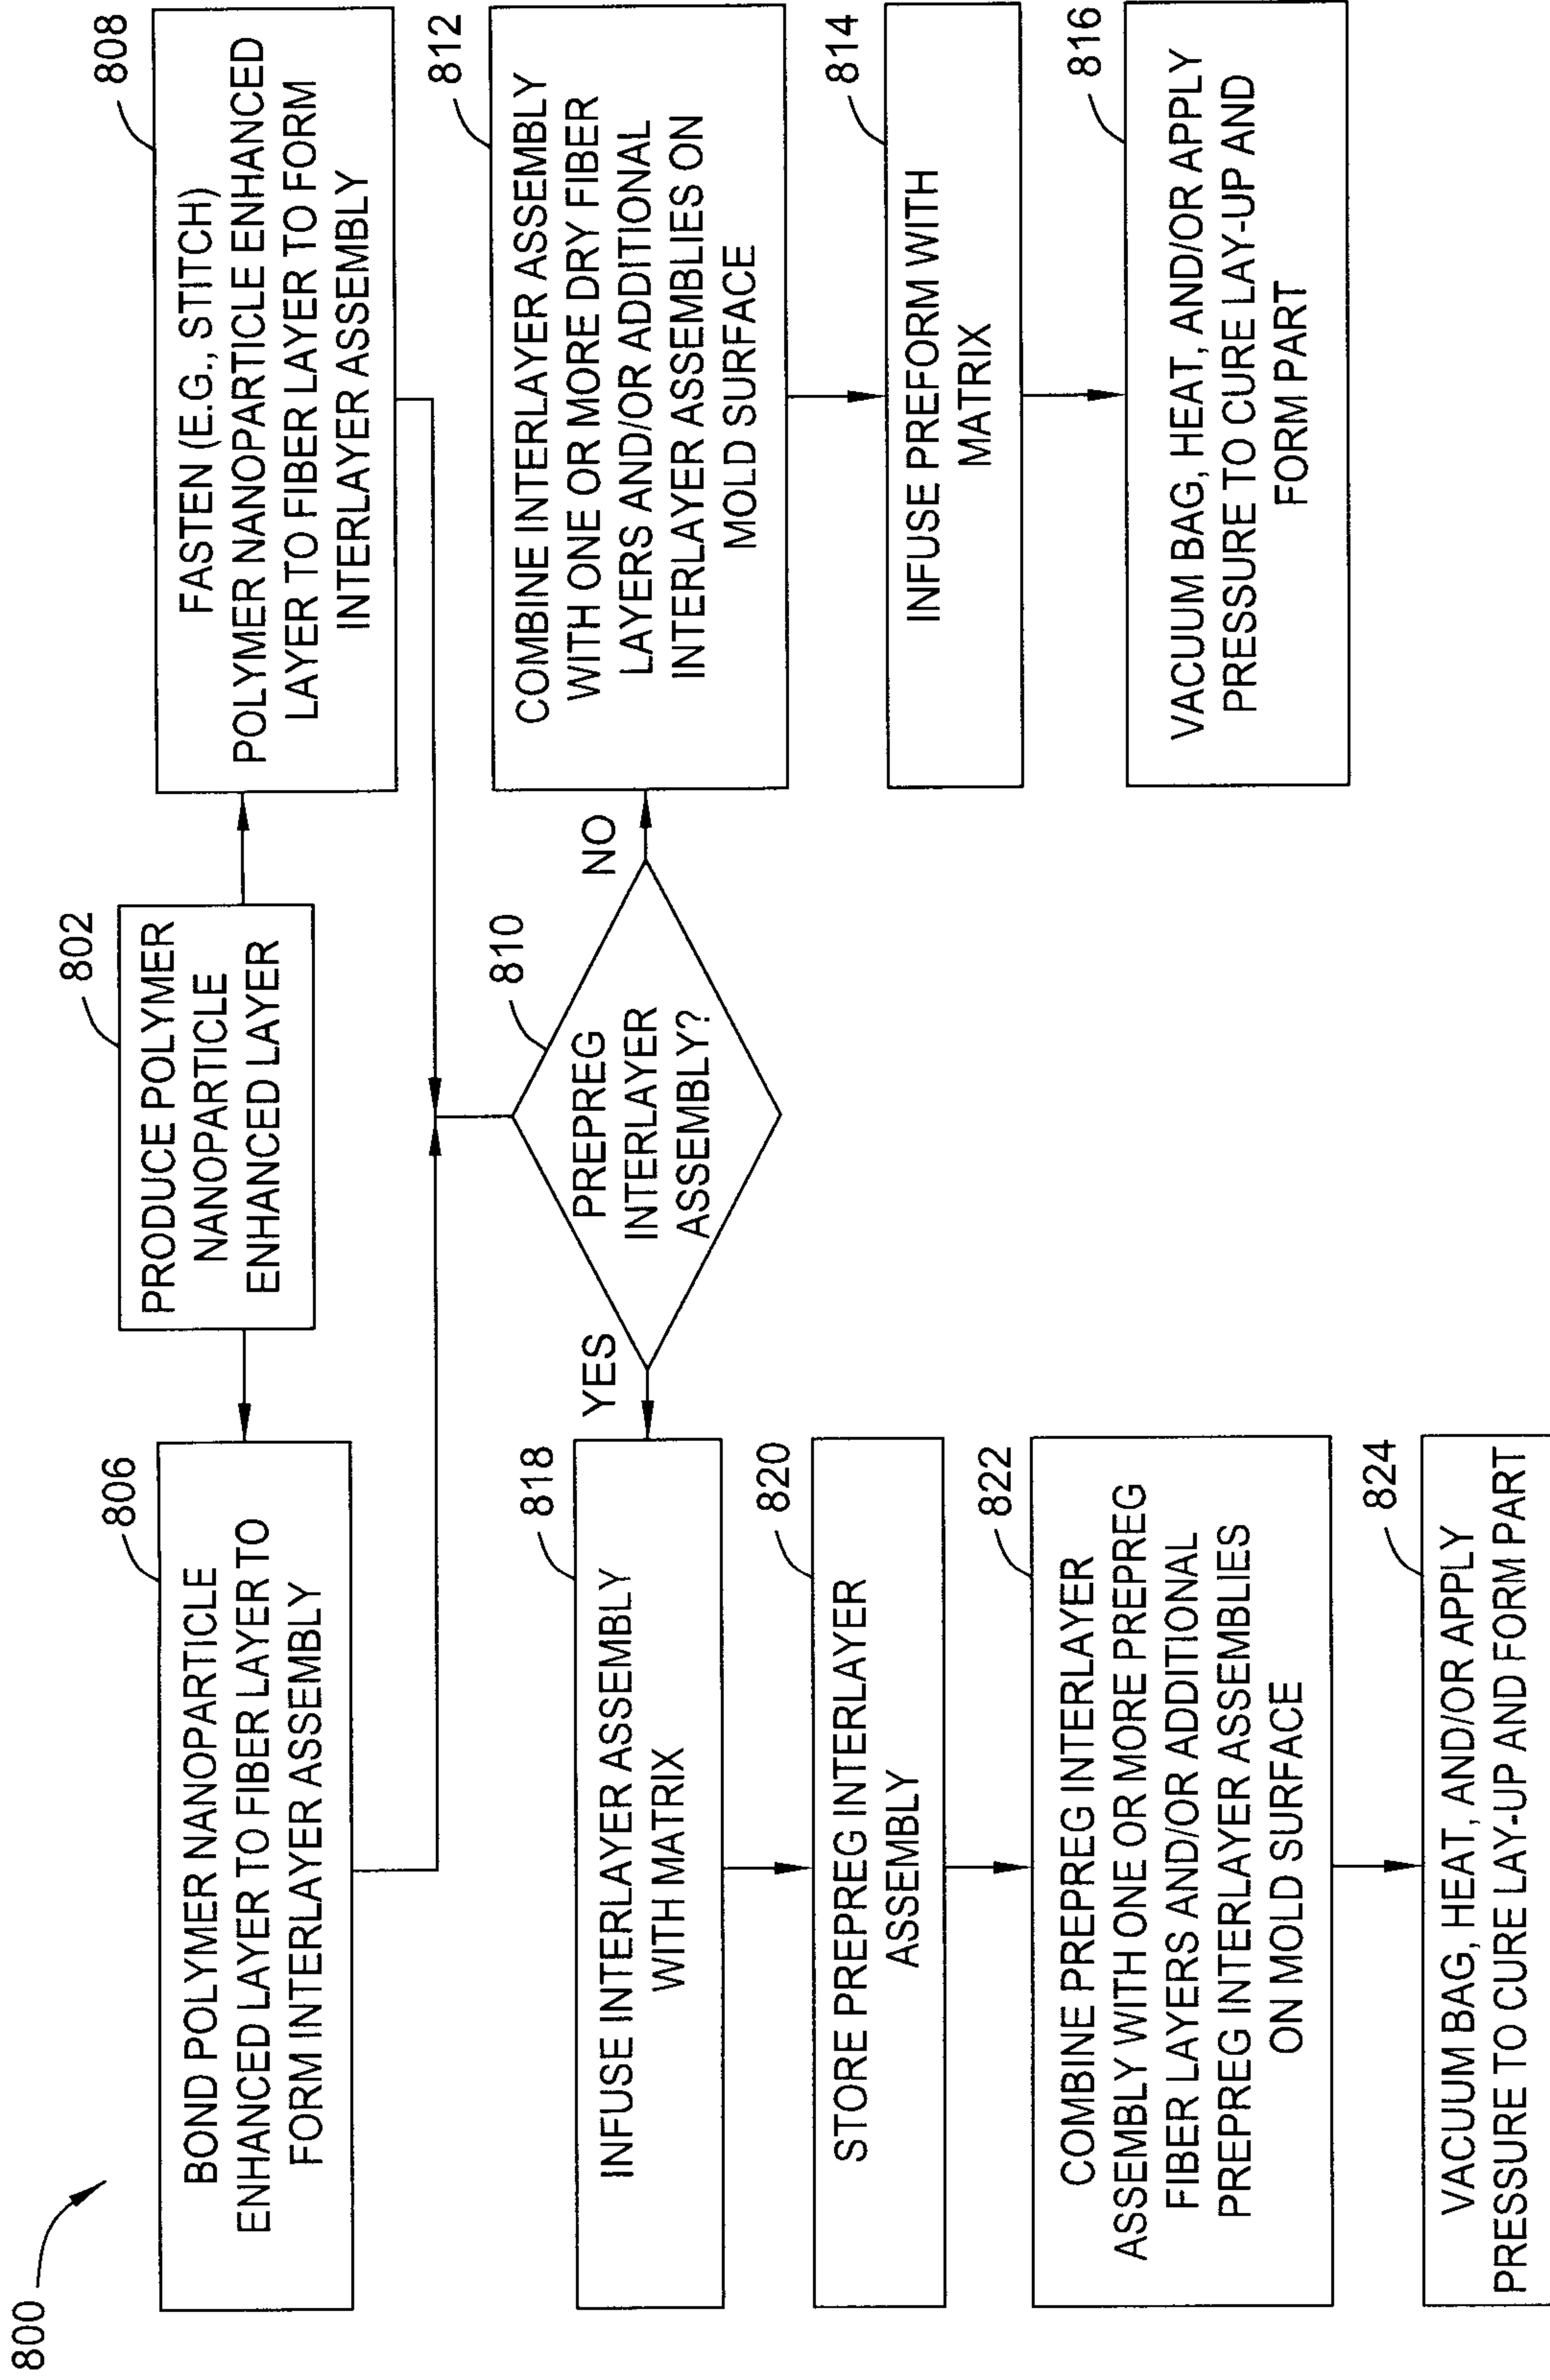 800
802
PRODUCE POLYMER
NANOPARTICLE
ENHANCED LAYER
806
BOND POLYMER NANOPARTICLE
ENHANCED LAYER TO FIBER LAYER TO
FORM INTERLAYER ASSEMBLY
808
FASTEN (E.G., STITCH)
POLYMER NANOPARTICLE ENHANCED
LAYER TO FIBER LAYER TO FORM
INTERLAYER ASSEMBLY
810
PREPREG
INTERLAYER
ASSEMBLY?
YES
NO
818
INFUSE INTERLAYER ASSEMBLY
WITH MATRIX
820
STORE PREPREG INTERLAYER
ASSEMBLY
822
COMBINE PREPREG INTERLAYER
ASSEMBLY WITH ONE OR MORE PREPREG
FIBER LAYERS AND/OR ADDITIONAL
PREPREG INTERLAYER ASSEMBLIES
ON MOLD SURFACE
824
VACUUM BAG, HEAT, AND/OR APPLY
PRESSURE TO CURE LAY-UP AND FORM PART
812
COMBINE INTERLAYER ASSEMBLY
WITH ONE OR MORE DRY FIBER
LAYERS AND/OR ADDITIONAL
INTERLAYER ASSEMBLIES ON
MOLD SURFACE
814
INFUSE PREFORM WITH
MATRIX
816
VACUUM BAG, HEAT, AND/OR APPLY
PRESSURE TO CURE LAY-UP AND
FORM PART